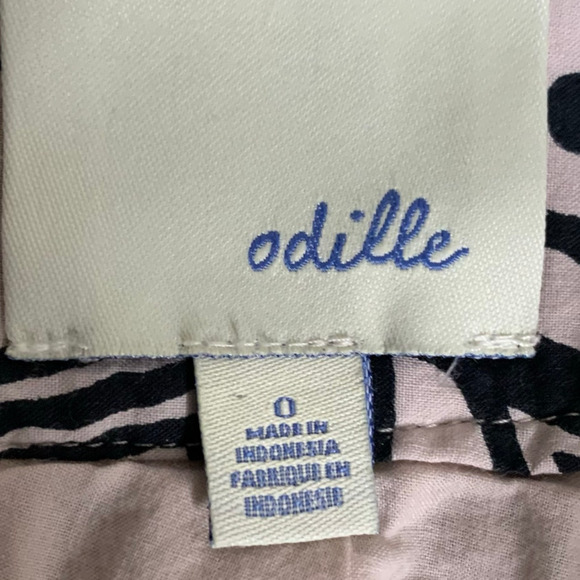 odille
0
MADE IN
INDONESIA
FABRIQUE EN
INDONESIE